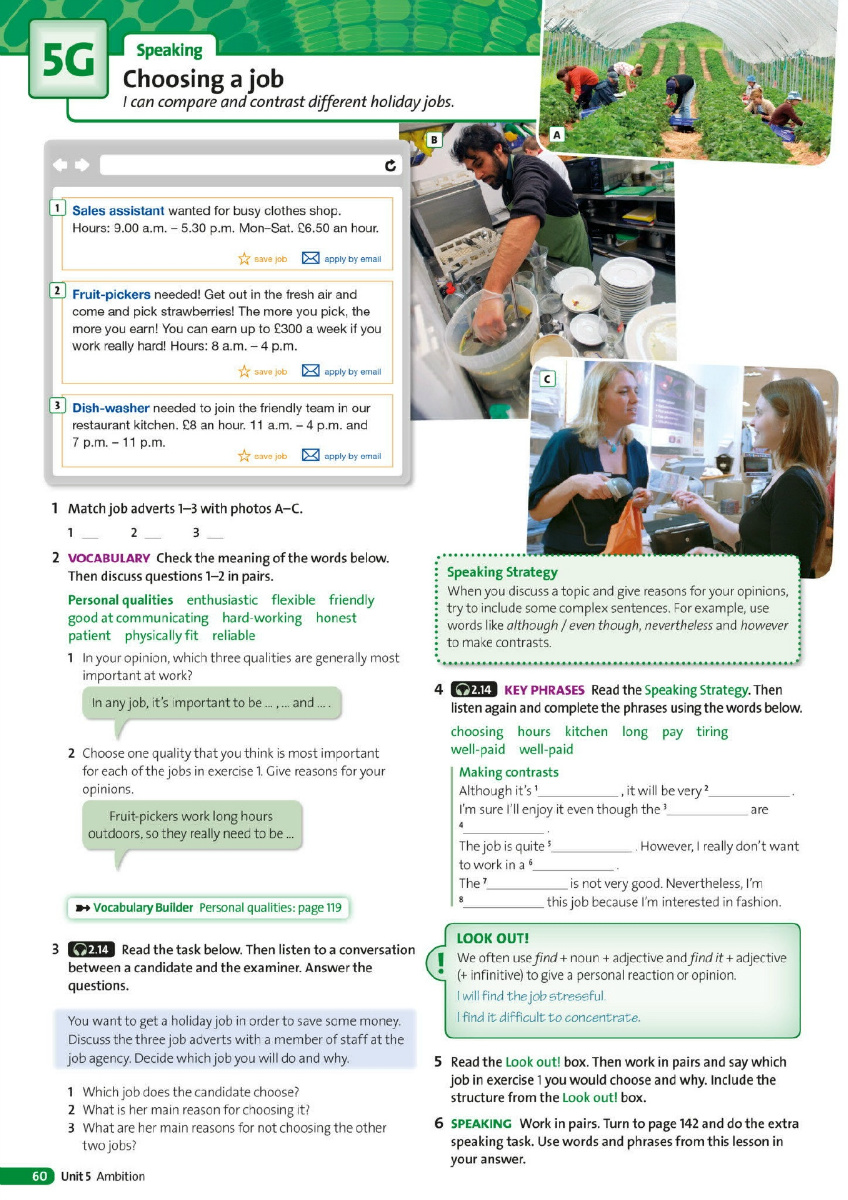 5G
Speaking
Choosing a job
I can compare and contrast different holiday jobs.
A
B
C
1 Sales assistant wanted for busy clothes shop.
Hours: 9.00 a.m. – 5.30 p.m. Mon–Sat. £6.50 an hour.
save job apply by email
2 Fruit-pickers needed! Get out in the fresh air and
come and pick strawberries! The more you pick, the
more you earn! You can earn up to £300 a week if you
work really hard! Hours: 8 a.m. – 4 p.m.
save job apply by email
3 Dish-washer needed to join the friendly team in our
restaurant kitchen. £8 an hour. 11 a.m. – 4 p.m. and
7 p.m. – 11 p.m.
save job apply by email
1 Match job adverts 1–3 with photos A–C.
1 __ 2 __ 3 __
2 VOCABULARY Check the meaning of the words below.
Then discuss questions 1–2 in pairs.
Personal qualities enthusiastic flexible friendly
good at communicating hard-working honest
patient physically fit reliable
1 In your opinion, which three qualities are generally most
important at work?
In any job, it's important to be ... , ... and ... .
2 Choose one quality that you think is most important
for each of the jobs in exercise 1. Give reasons for your
opinions.
Fruit-pickers work long hours
outdoors, so they really need to be ...
Vocabulary Builder Personal qualities: page 119
3 2.14 Read the task below. Then listen to a conversation
between a candidate and the examiner. Answer the
questions.
You want to get a holiday job in order to save some money.
Discuss the three job adverts with a member of staff at the
job agency. Decide which job you will do and why.
1 Which job does the candidate choose?
2 What is her main reason for choosing it?
3 What are her main reasons for not choosing the other
two jobs?
Speaking Strategy
When you discuss a topic and give reasons for your opinions,
try to include some complex sentences. For example, use
words like although / even though, nevertheless and however
to make contrasts.
4 2.14 KEY PHRASES Read the Speaking Strategy. Then
listen again and complete the phrases using the words below.
choosing hours kitchen long pay tiring
well-paid well-paid
Making contrasts
Although it's 1____________ , it will be very 2____________ .
I'm sure I'll enjoy it even though the 3____________ are
4____________ .
The job is quite 5____________ . However, I really don't want
to work in a 6____________ .
The 7____________ is not very good. Nevertheless, I'm
8____________ this job because I'm interested in fashion.
!
LOOK OUT!
We often use find + noun + adjective and find it + adjective
(+ infinitive) to give a personal reaction or opinion.
I will find the job stressful.
I find it difficult to concentrate.
5 Read the Look out! box. Then work in pairs and say which
job in exercise 1 you would choose and why. Include the
structure from the Look out! box.
6 SPEAKING Work in pairs. Turn to page 142 and do the extra
speaking task. Use words and phrases from this lesson in
your answer.
60 Unit 5 Ambition